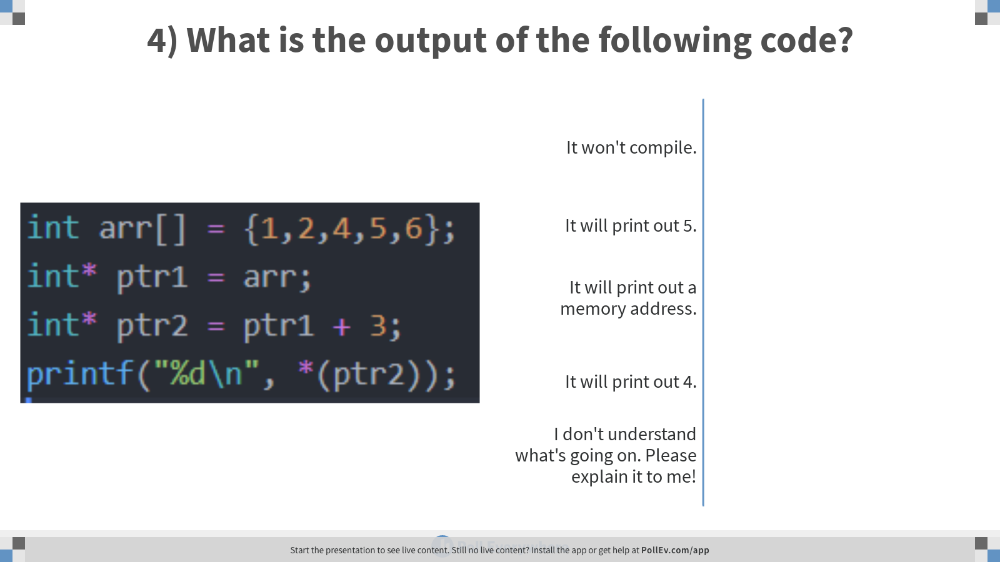 4) What is the output of the following code?
int arr[] = {1,2,4,5,6};
int* ptr1 = arr;
int* ptr2 = ptr1 + 3;
printf("%d\n", *(ptr2));
It won't compile.
It will print out 5.
It will print out a
memory address.
It will print out 4.
I don't understand
what's going on. Please
explain it to me!
Start the presentation to see live content. Still no live content? Install the app or get help at PollEv.com/app